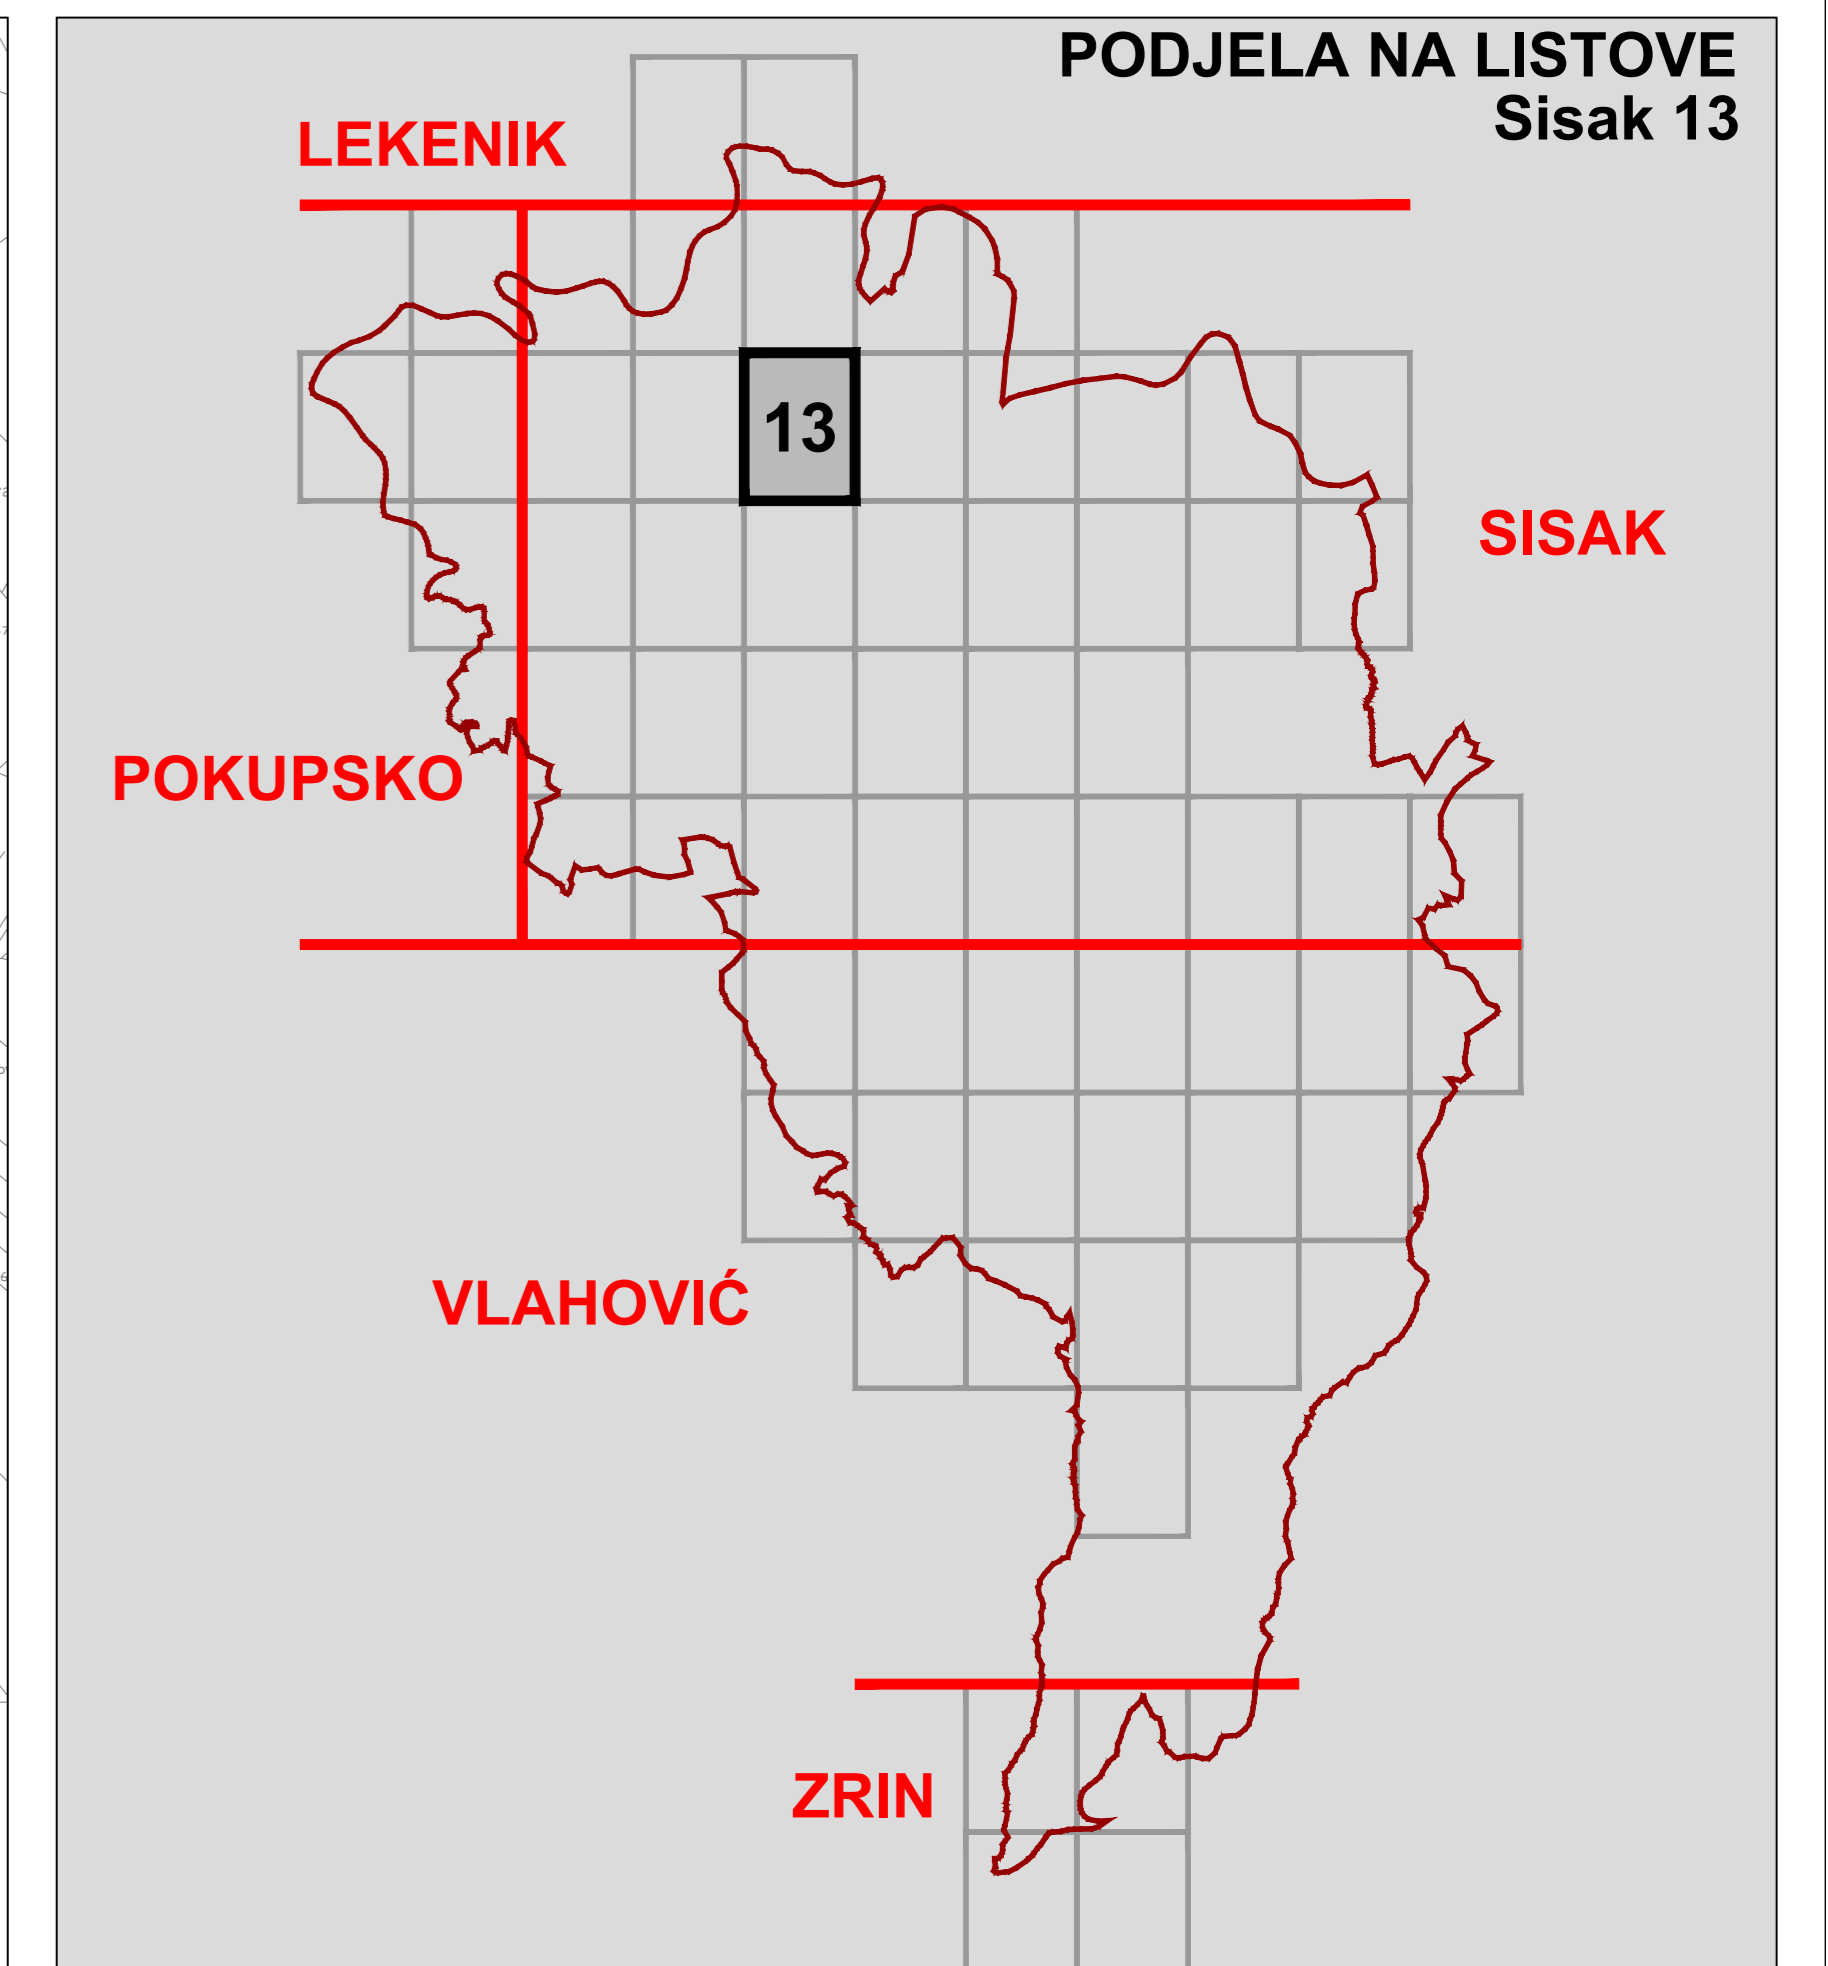 PODJELA NA LISTOVE
Sisak 13
LEKENIK
13
SISAK
POKUPSKO
VLAHOVIĆ
ZRIN